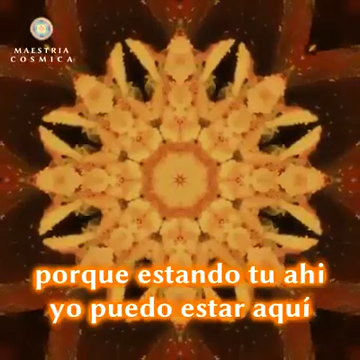 MAESTRIA
COSMICA
porque estando tu ahi
yo puedo estar aquí